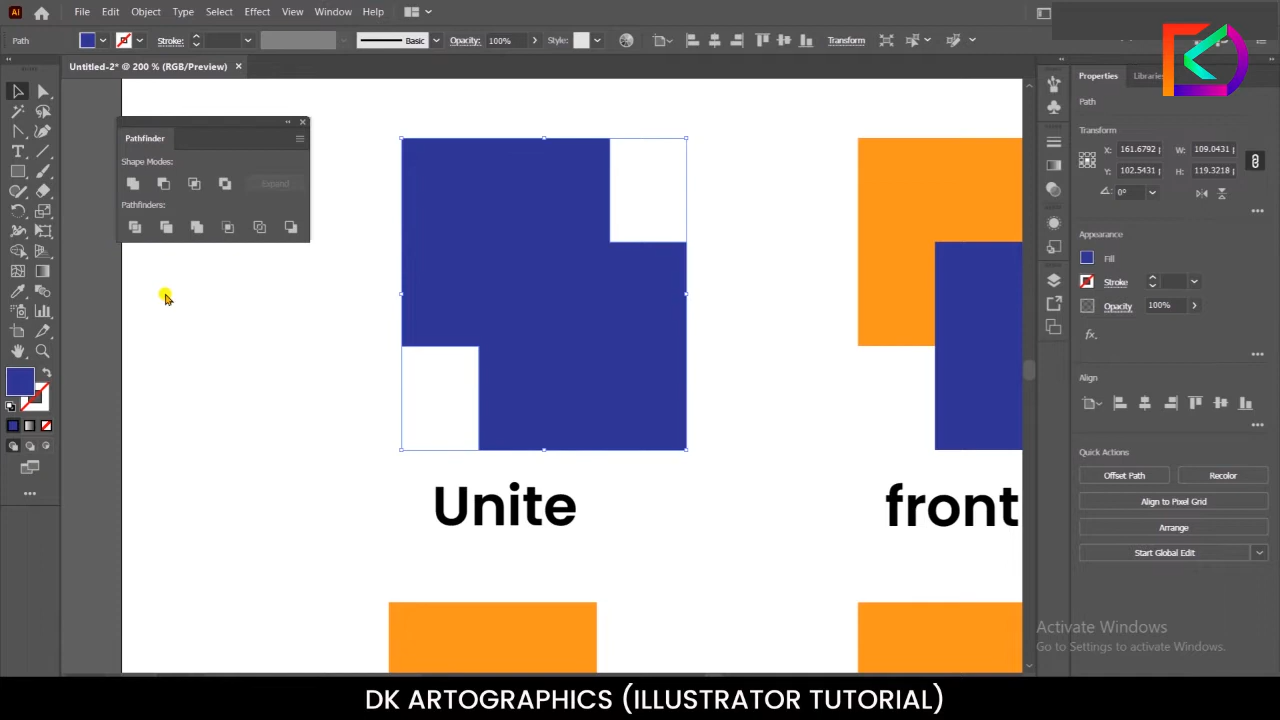 Ai File Edit Object Type Select Effect View Window Help
Path Stroke: Basic Opacity: 100% Style: Transform
Untitled-2* @ 200 % (RGB/Preview) ×
Properties Libraries
Path
Pathfinder
Shape Modes:
Expand
Pathfinders:
Transform
X: 161.6792 p W: 109.0431 p
Y: 102.5431 p H: 119.3218 p
0°
Appearance
Fill
Stroke
Opacity 100%
fx.
Align
Quick Actions
Offset Path Recolor
Align to Pixel Grid
Arrange
Start Global Edit
Unite front
Activate Windows
Go to Settings to activate Windows.
DK ARTOGRAPHICS (ILLUSTRATOR TUTORIAL)